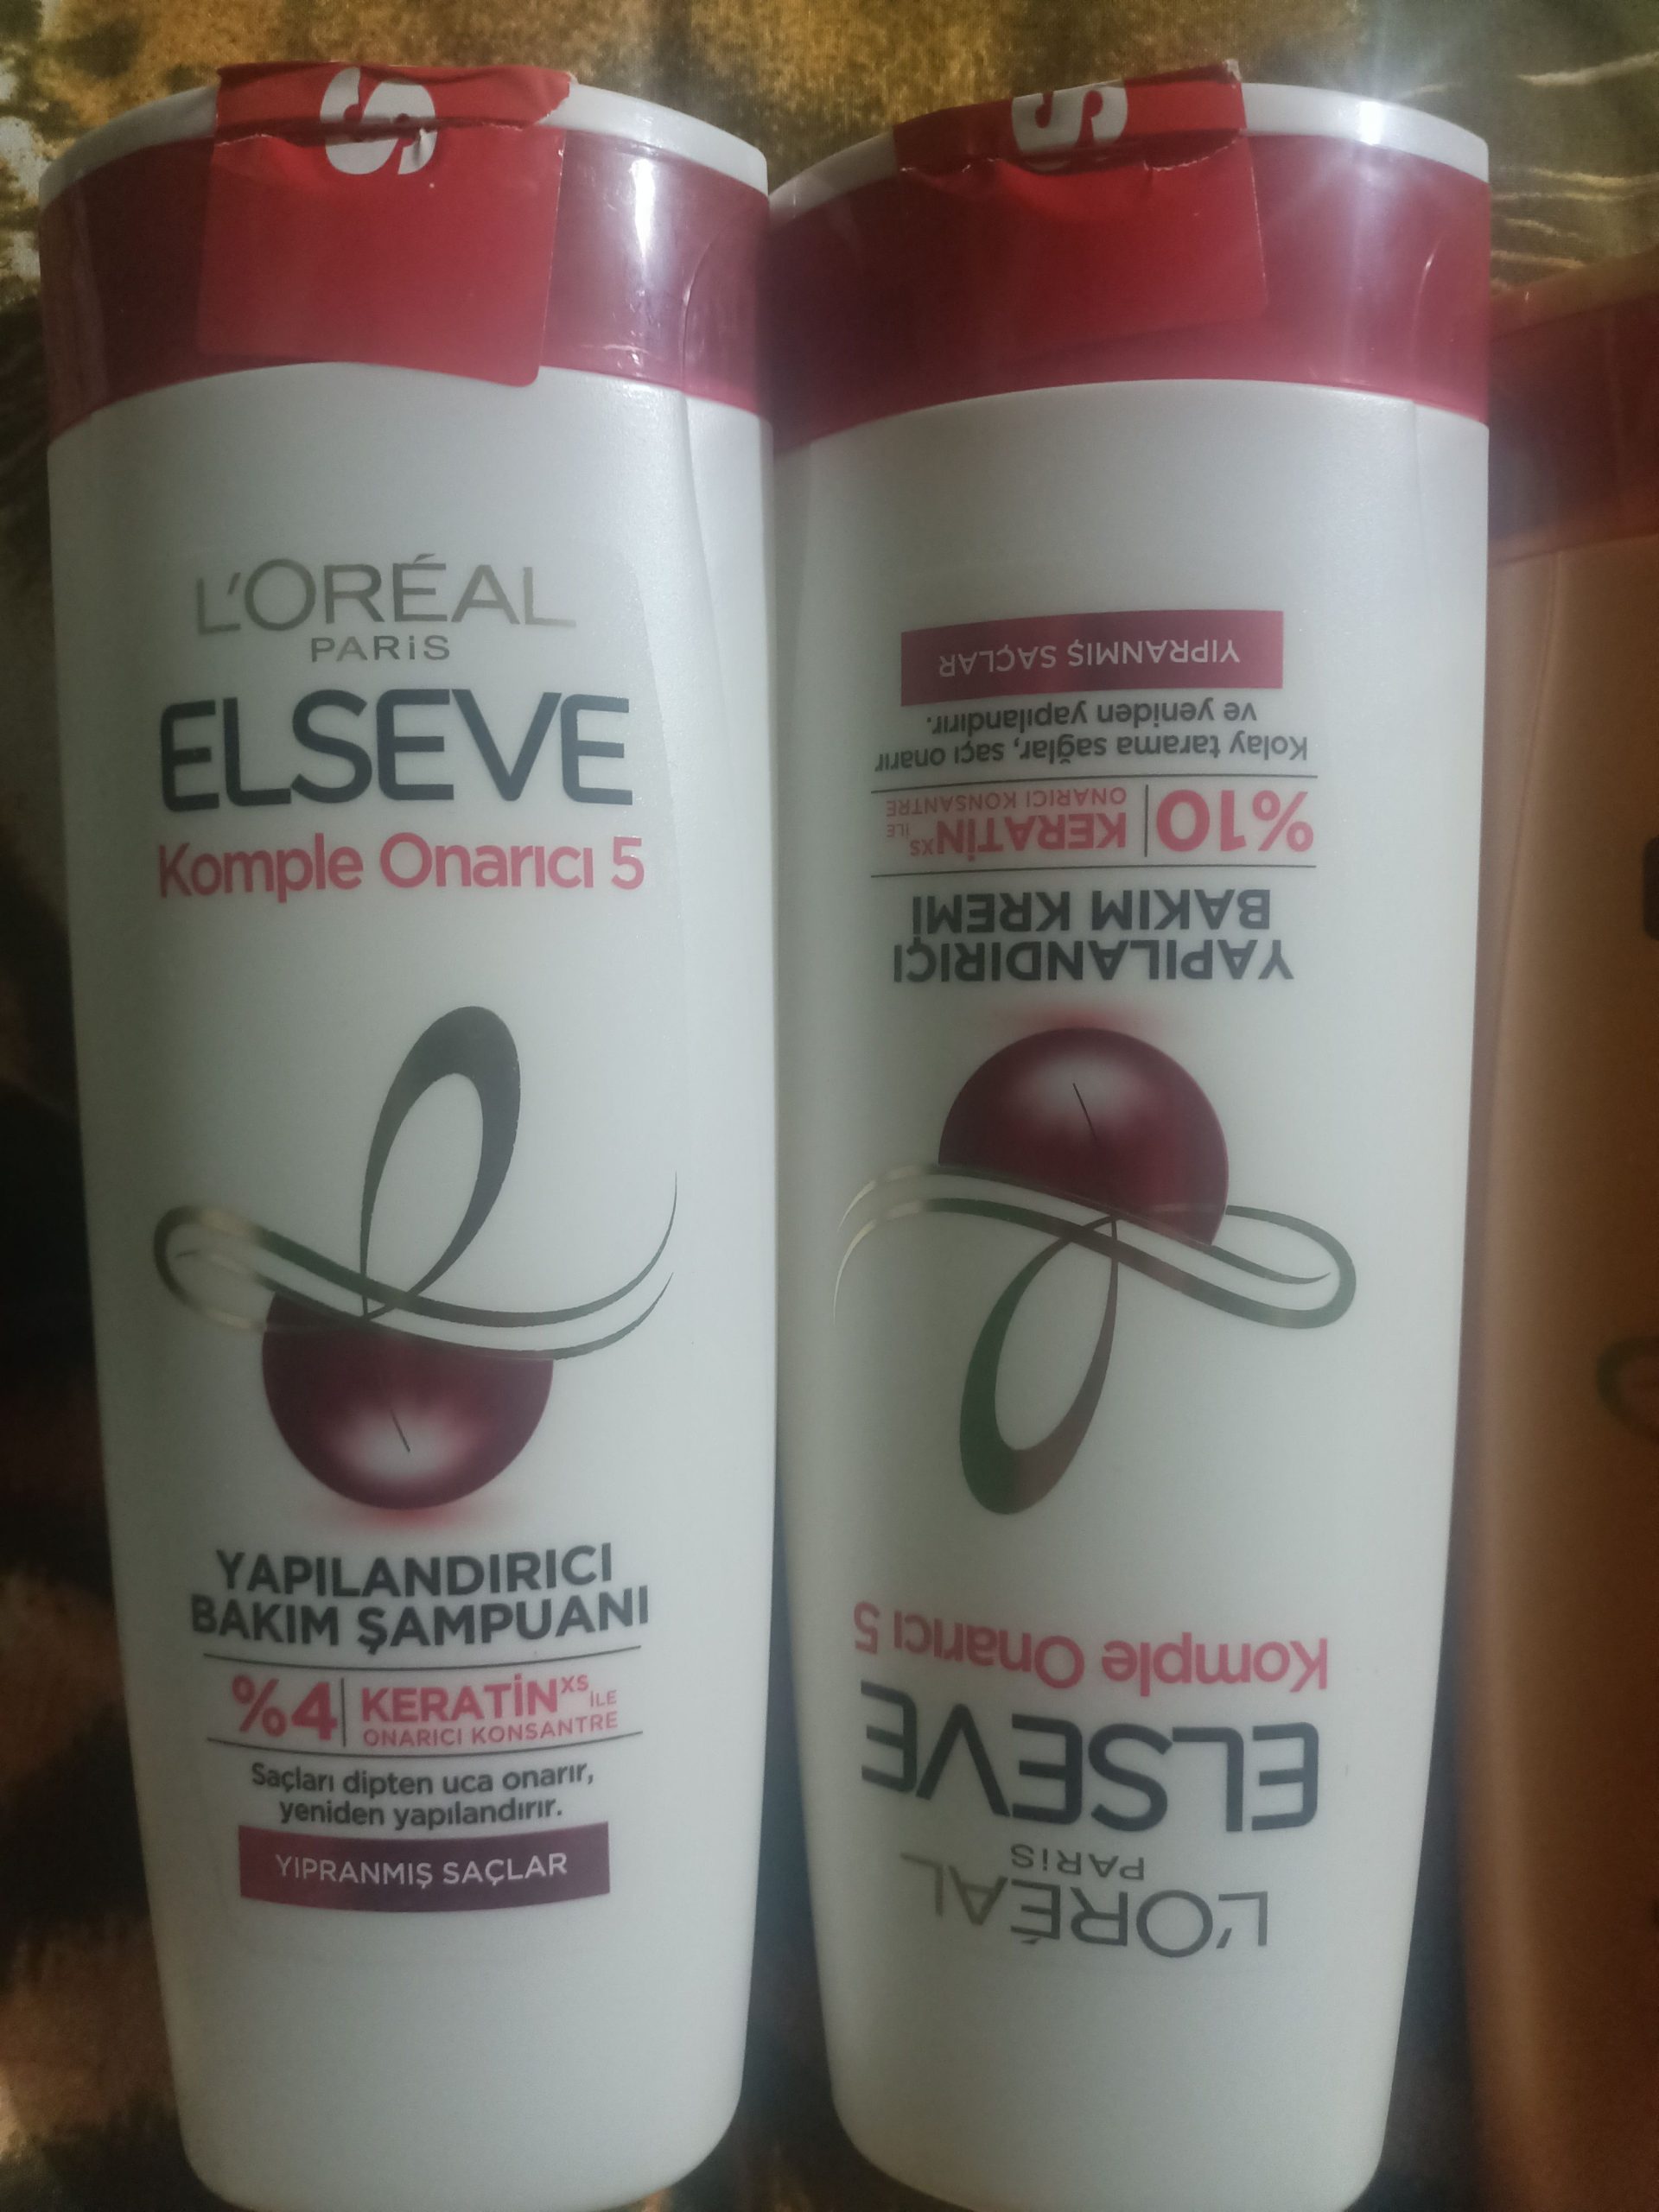 S
L'ORÉAL
PARiS
ELSEVE
Komple Onarıcı 5
YAPILANDIRICI
BAKIM ŞAMPUANI
%4 KERATİNXS İLE
ONARICI KONSANTRE
Saçları dipten uca onarır,
yeniden yapılandırır.
YIPRANMIŞ SAÇLAR
S
L'ORÉAL
PARiS
ELSEVE
Komple Onarıcı 5
YAPILANDIRICI
BAKIM KREMİ
%10 KERATİNXS İLE
ONARICI KONSANTRE
Kolay tarama sağlar, saçı onarır
ve yeniden yapılandırır.
YIPRANMIŞ SAÇLAR